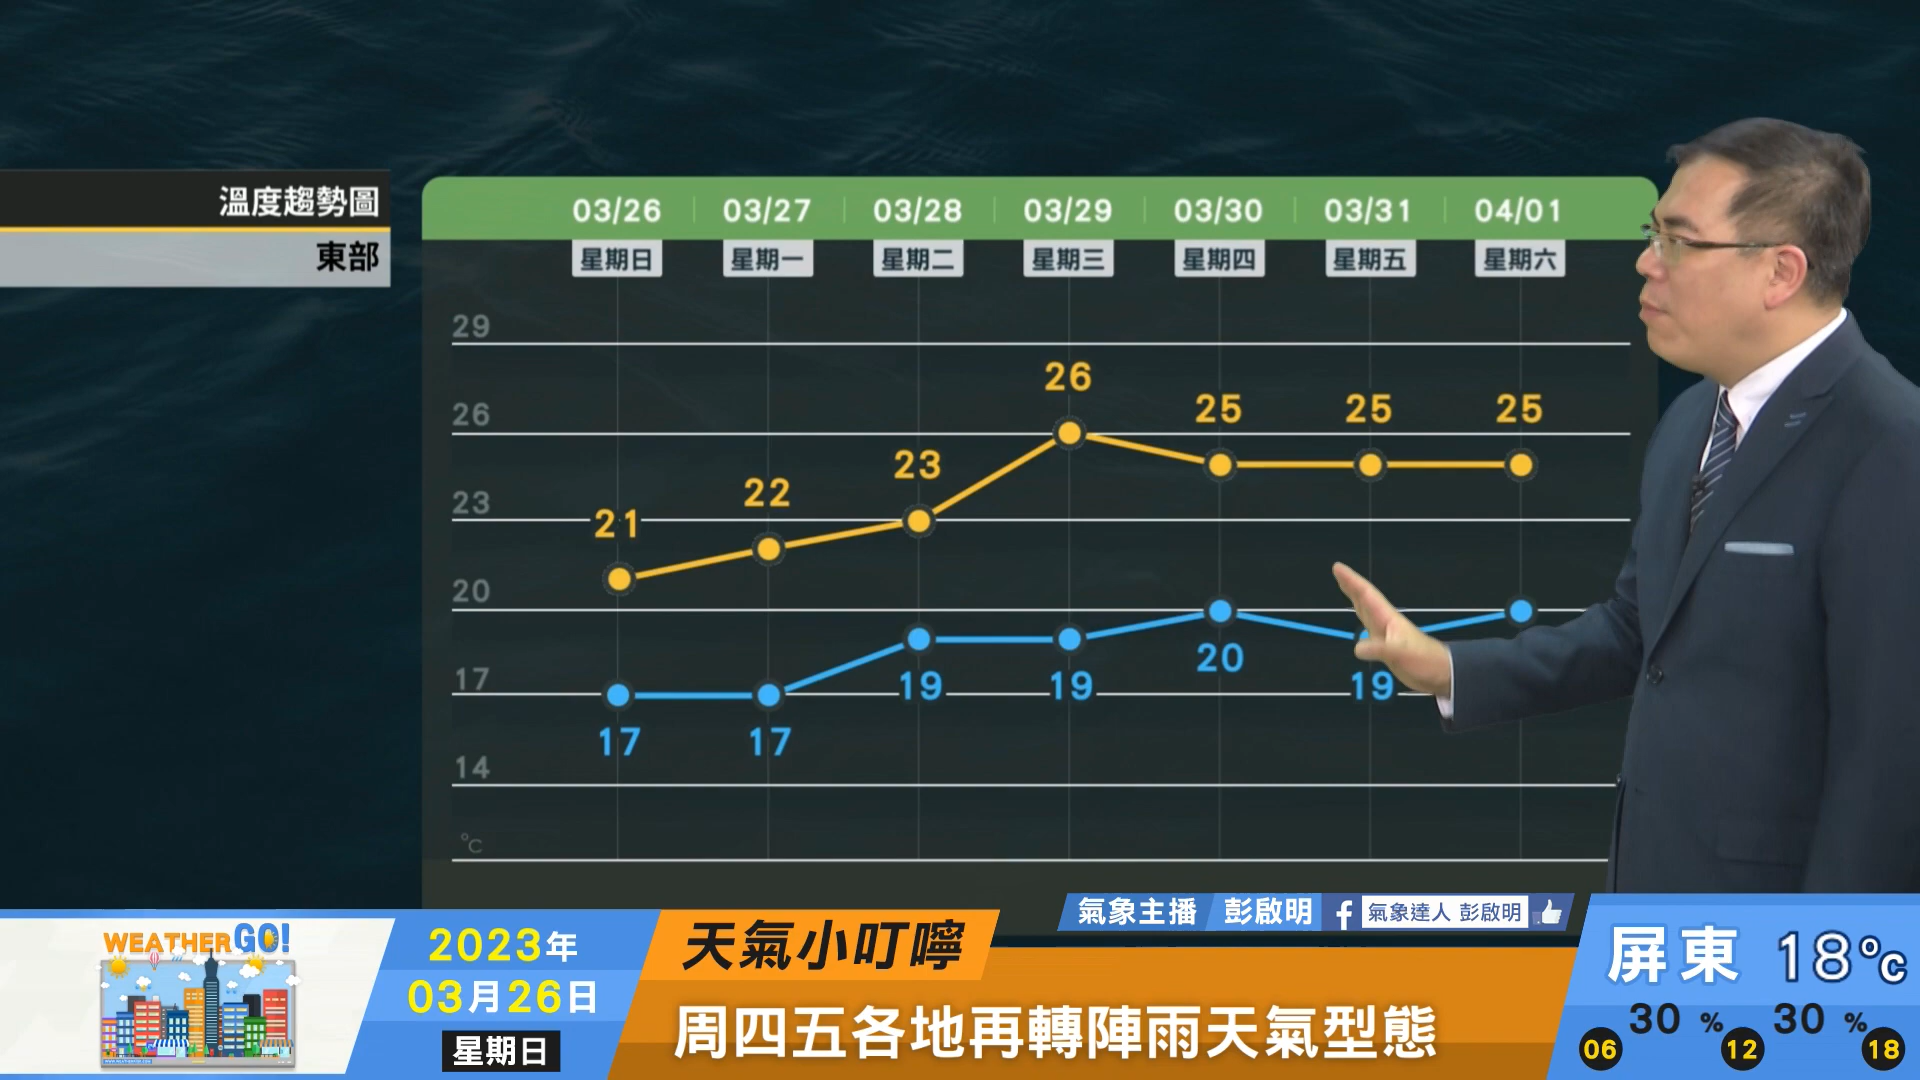 溫度趨勢圖
東部
03/26 03/27 03/28 03/29 03/30 03/31 04/01
星期日 星期一 星期二 星期三 星期四 星期五 星期六
29
26
23
20
17
14
°C
21 22 23 26 25 25 25
17 17 19 19 20 19
氣象主播 彭啟明 f 氣象達人 彭啟明
WEATHER GO!
2023年
03月26日
星期日
天氣小叮嚀
周四五各地再轉陣雨天氣型態
屏東 18°C
30 % 30 %
06 12 18